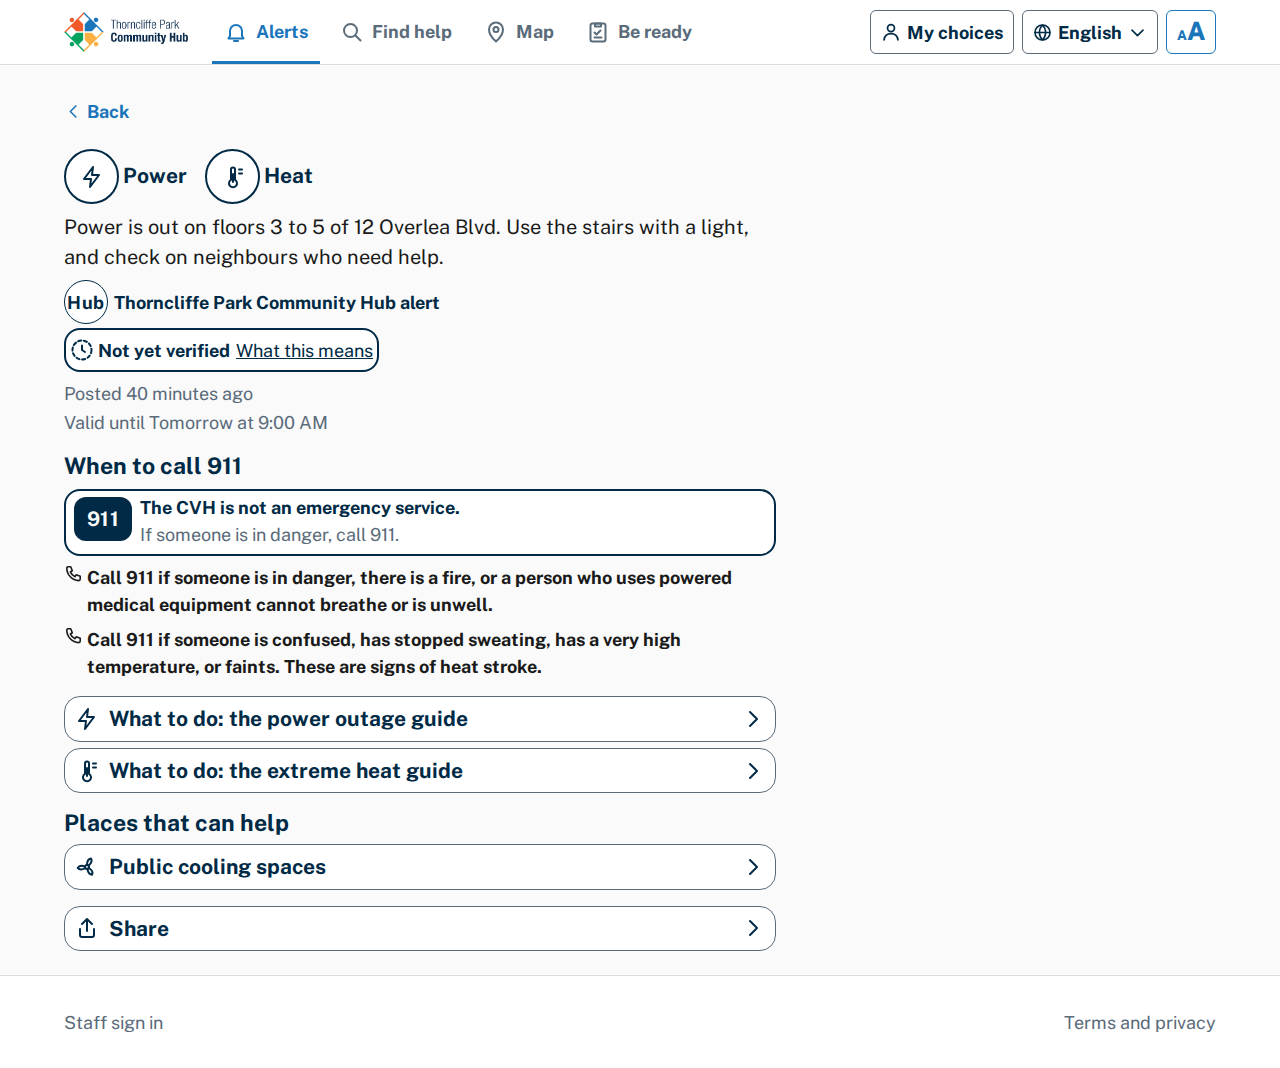 Thorncliffe Park
Community Hub
Alerts
Find help
Map
Be ready
My choices
English
AA
Back
Power
Heat
Power is out on floors 3 to 5 of 12 Overlea Blvd. Use the stairs with a light,
and check on neighbours who need help.
Hub Thorncliffe Park Community Hub alert
Not yet verified What this means
Posted 40 minutes ago
Valid until Tomorrow at 9:00 AM
When to call 911
911
The CVH is not an emergency service.
If someone is in danger, call 911.
Call 911 if someone is in danger, there is a fire, or a person who uses powered
medical equipment cannot breathe or is unwell.
Call 911 if someone is confused, has stopped sweating, has a very high
temperature, or faints. These are signs of heat stroke.
What to do: the power outage guide
What to do: the extreme heat guide
Places that can help
Public cooling spaces
Share
Staff sign in
Terms and privacy